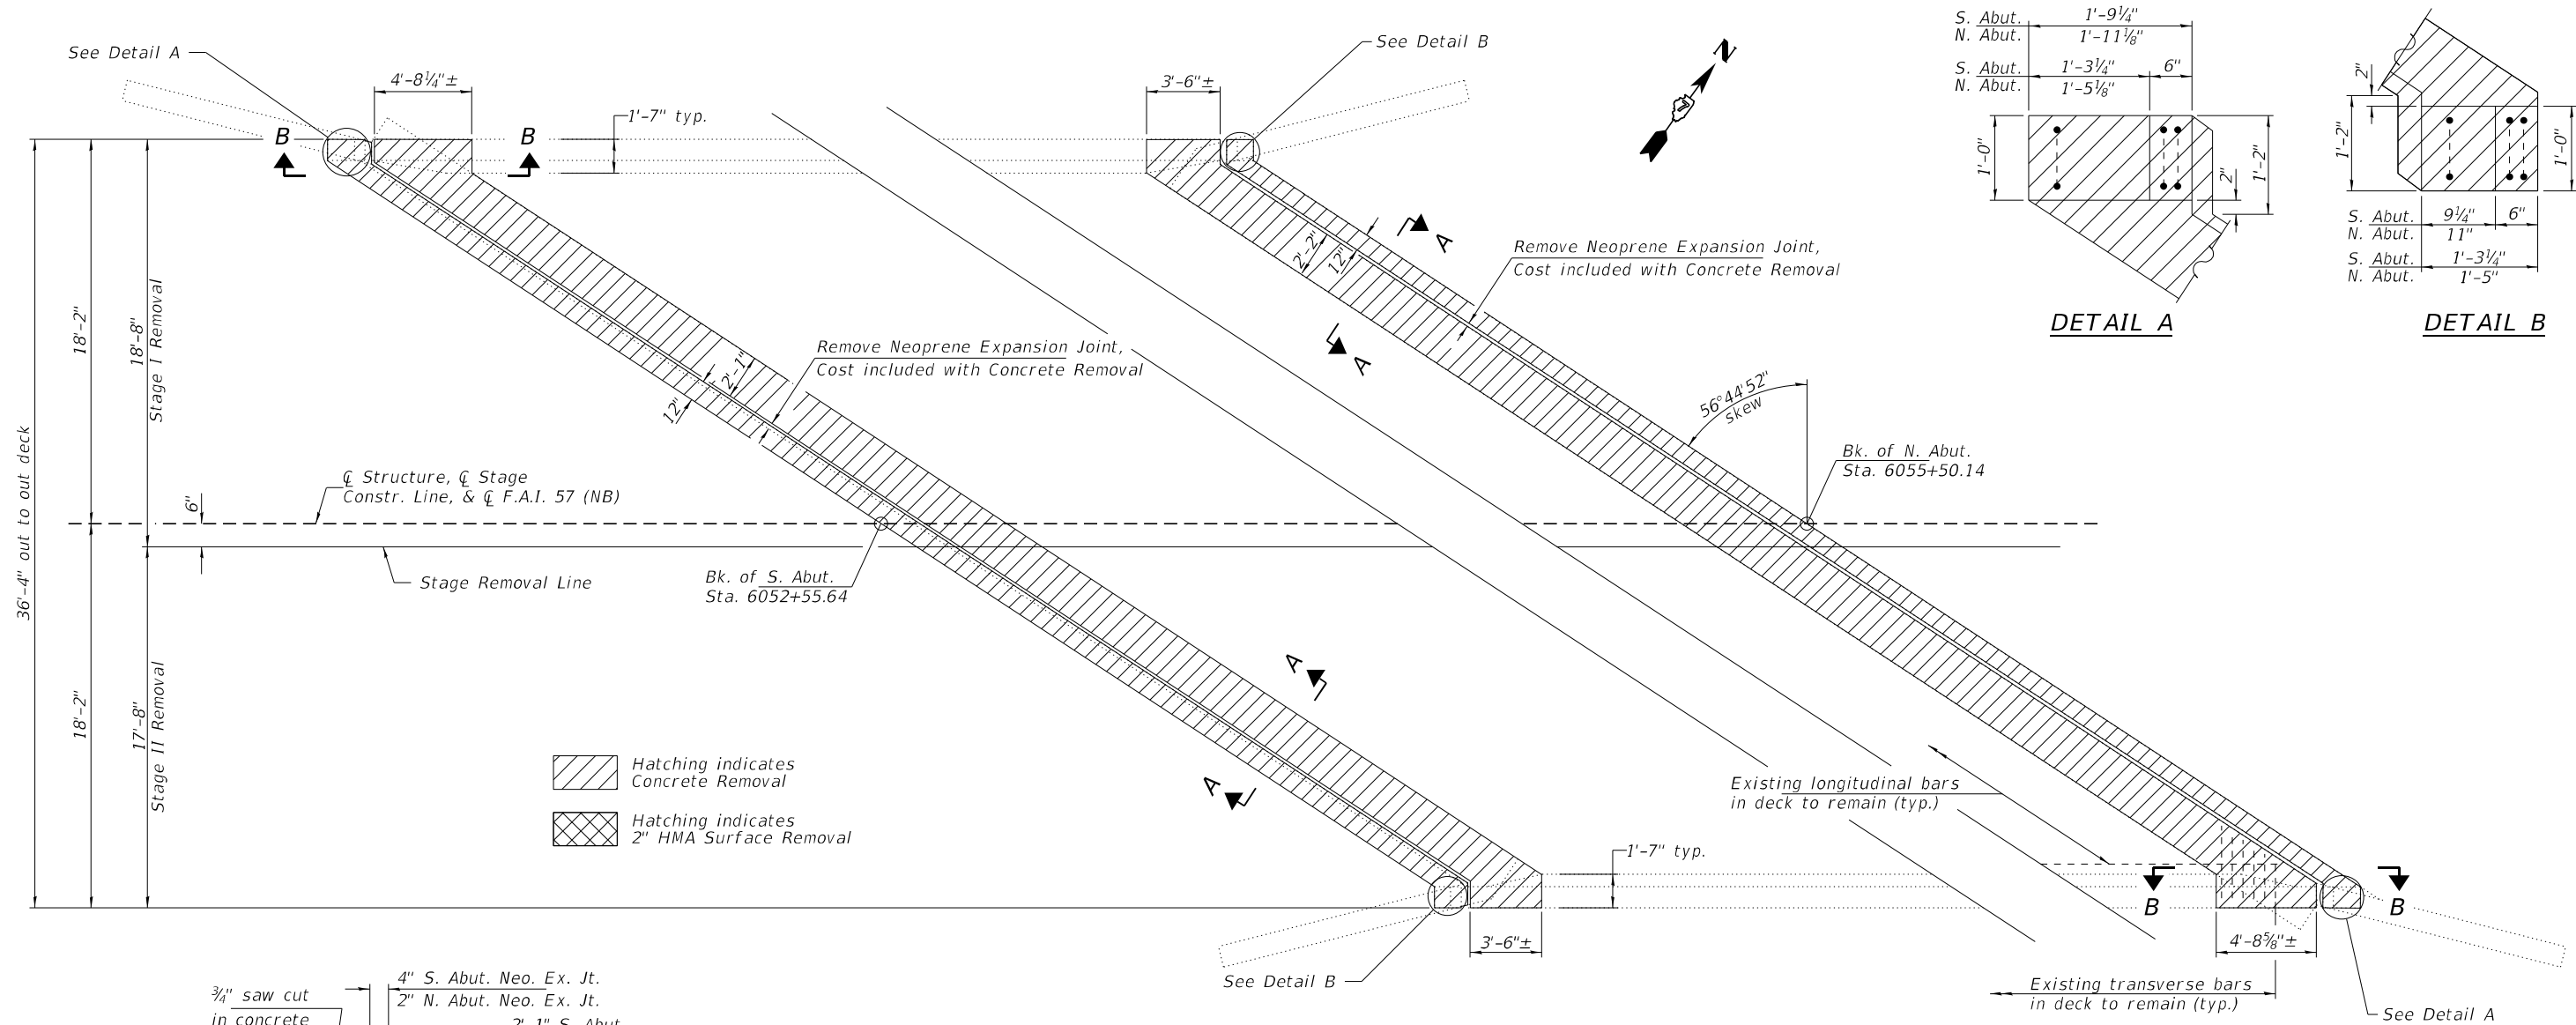 See Detail A
4'-8¼"±
1'-7" typ.
3'-6"±
See Detail B
N
B
B
S. Abut. 1'-9¼"
N. Abut. 1'-11⅛"
S. Abut. 1'-3¼" 6"
N. Abut. 1'-5⅛"
1'-0"
2"
1'-2"
DETAIL A
2"
1'-2"
1'-0"
S. Abut. 9¼" 6"
N. Abut. 11"
S. Abut. 1'-3¼"
N. Abut. 1'-5"
DETAIL B
A
A
2'-2"
12"
Remove Neoprene Expansion Joint,
Cost included with Concrete Removal
Remove Neoprene Expansion Joint,
Cost included with Concrete Removal
2'-1"
12"
36'-4" out to out deck
18'-2"
18'-8"
Stage I Removal
18'-2"
17'-8"
Stage II Removal
6"
℄ Structure, ℄ Stage
Constr. Line, & ℄ F.A.I. 57 (NB)
Stage Removal Line
Bk. of S. Abut.
Sta. 6052+55.64
56°44'52"
skew
Bk. of N. Abut.
Sta. 6055+50.14
A
A
Hatching indicates
Concrete Removal
Hatching indicates
2" HMA Surface Removal
Existing longitudinal bars
in deck to remain (typ.)
1'-7" typ.
B
B
3'-6"±
4'-8⅝"±
See Detail B
Existing transverse bars
in deck to remain (typ.)
See Detail A
¾" saw cut
in concrete
4" S. Abut. Neo. Ex. Jt.
2" N. Abut. Neo. Ex. Jt.
2'-1" S. Abut.